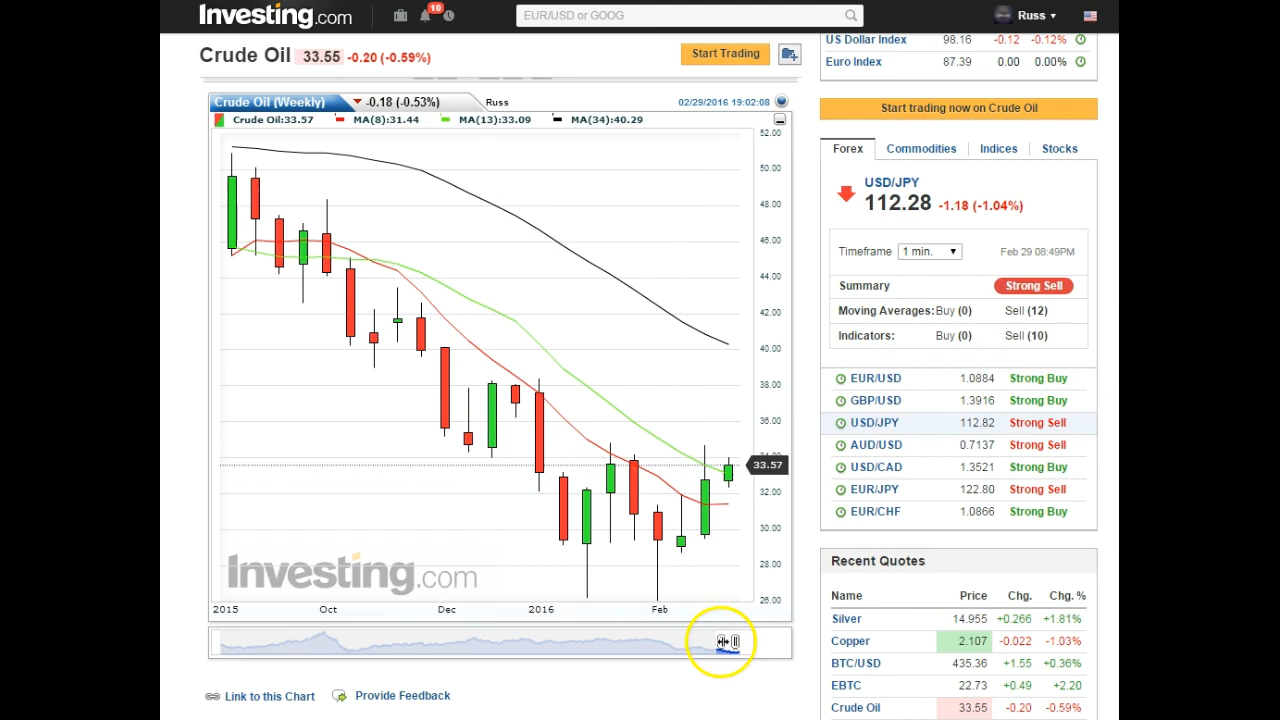 Investing.com
10
EUR/USD or GOOG
Russ
Crude Oil 33.55 -0.20 (-0.59%)
Start Trading
US Dollar Index 98.16 -0.12 -0.12%
Euro Index 87.39 0.00 0.00%
Crude Oil (Weekly) -0.18 (-0.53%) Russ 02/29/2016 19:02:08
Crude Oil:33.57 MA(8):31.44 MA(13):33.09 MA(34):40.29
52.00
50.00
48.00
46.00
44.00
42.00
40.00
38.00
36.00
34.00
33.57
32.00
30.00
28.00
26.00
Investing.com
2015 Oct Dec 2016 Feb
Link to this Chart Provide Feedback
Start trading now on Crude Oil
Forex Commodities Indices Stocks
USD/JPY
112.28 -1.18 (-1.04%)
Timeframe 1 min. Feb 29 08:49PM
Summary Strong Sell
Moving Averages: Buy (0) Sell (12)
Indicators: Buy (0) Sell (10)
EUR/USD 1.0884 Strong Buy
GBP/USD 1.3916 Strong Buy
USD/JPY 112.82 Strong Sell
AUD/USD 0.7137 Strong Sell
USD/CAD 1.3521 Strong Buy
EUR/JPY 122.80 Strong Sell
EUR/CHF 1.0866 Strong Buy
Recent Quotes
Name Price Chg. Chg. %
Silver 14.955 +0.266 +1.81%
Copper 2.107 -0.022 -1.03%
BTC/USD 435.36 +1.55 +0.36%
EBTC 22.73 +0.49 +2.20
Crude Oil 33.55 -0.20 -0.59%